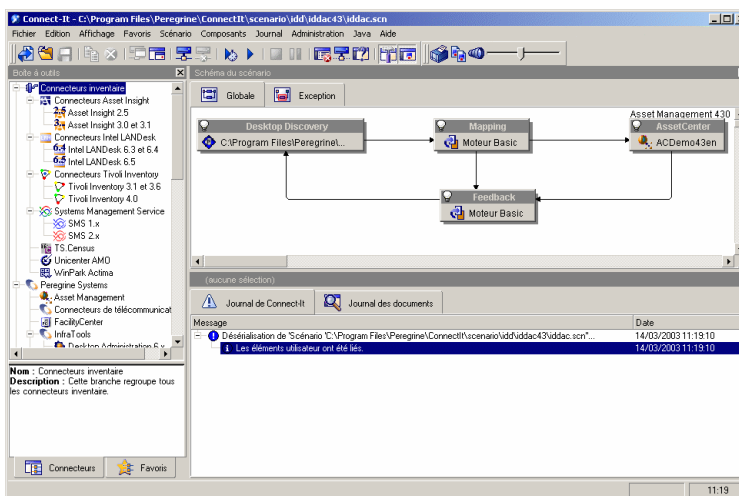 Connect-It - C:\Program Files\Peregrine\ConnectIt\scenario\idd\iddac43\iddac.scn
Fichier Edition Affichage Favoris Scénario Composants Journal Administration Java Aide
Boîte à outils
Connecteurs inventaire
Connecteurs Asset Insight
Asset Insight 2.5
Asset Insight 3.0 et 3.1
Connecteurs Intel LANDesk
Intel LANDesk 6.3 et 6.4
Intel LANDesk 6.5
Connecteurs Tivoli Inventory
Tivoli Inventory 3.1 et 3.6
Tivoli Inventory 4.0
Systems Management Service
SMS 1.x
SMS 2.x
TS.Census
Unicenter AMO
WinPark Actima
Peregrine Systems
Asset Management
Connecteurs de télécommunicat
FacilityCenter
InfraTools
Desktop Administration 6.x
Nom : Connecteurs inventaire
Description : Cette branche regroupe tous
les connecteurs inventaire.
Connecteurs Favoris
Schéma du scénario
Globale Exception
Asset Management 430
Desktop Discovery Mapping AssetCenter
C:\Program Files\Peregrine\... Moteur Basic ACDemo43en
Feedback
Moteur Basic
(aucune sélection)
Journal de Connect-It Journal des documents
Message Date
Désérialisation de 'Scénario 'C:\Program Files\Peregrine\ConnectIt\scenario\idd\iddac43\iddac.scn''... 14/03/2003 11:19:10
Les éléments utilisateur ont été liés. 14/03/2003 11:19:10
11:19